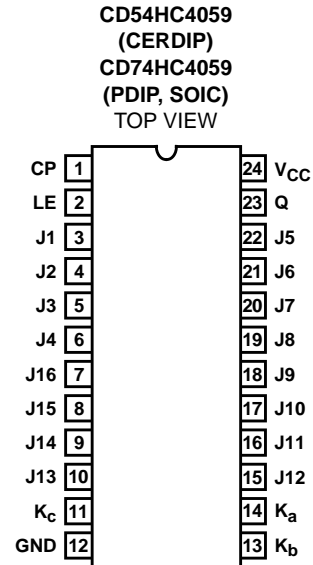 CD54HC4059
(CERDIP)
CD74HC4059
(PDIP, SOIC)
TOP VIEW
CP 1 24 VCC
LE 2 23 Q
J1 3 22 J5
J2 4 21 J6
J3 5 20 J7
J4 6 19 J8
J16 7 18 J9
J15 8 17 J10
J14 9 16 J11
J13 10 15 J12
Kc 11 14 Ka
GND 12 13 Kb